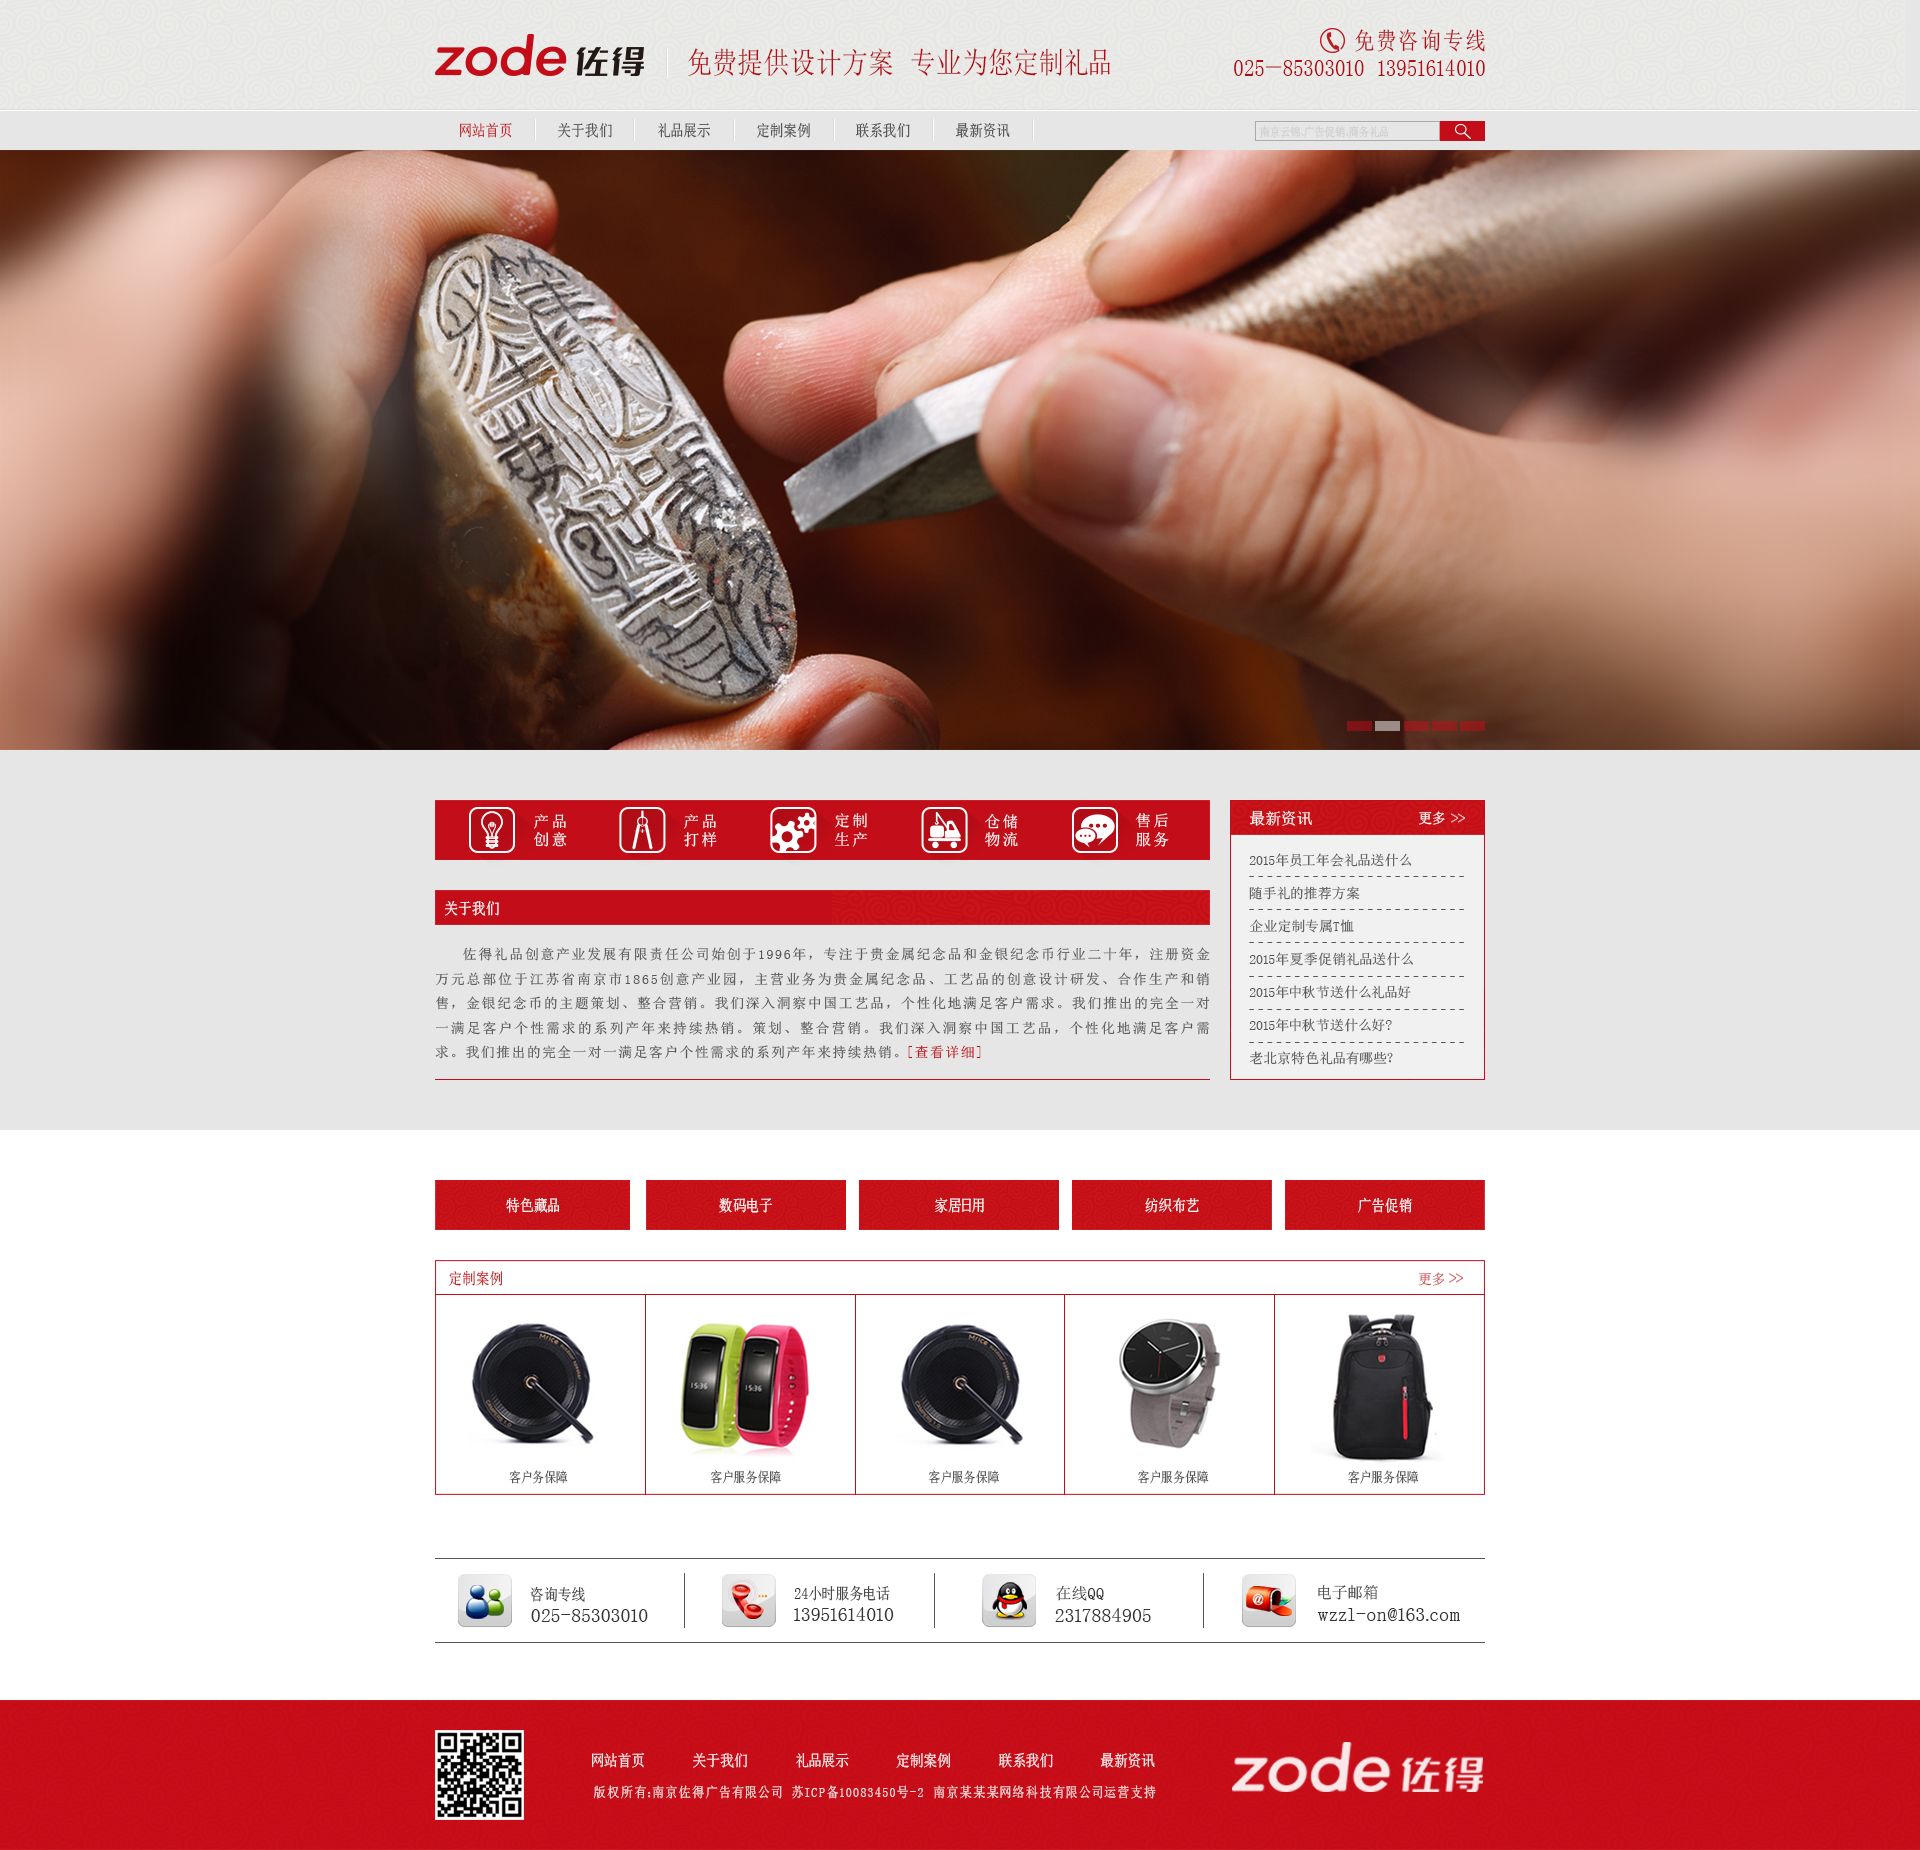 zode 佐得
免费提供设计方案 专业为您定制礼品
免费咨询专线
025-85303010 13951614010
网站首页 关于我们 礼品展示 定制案例 联系我们 最新资讯
南京云锦,广告促销,商务礼品
产品创意
产品打样
定制生产
仓储物流
售后服务
关于我们
佐得礼品创意产业发展有限责任公司始创于1996年，专注于贵金属纪念品和金银纪念币行业二十年，注册资金
万元总部位于江苏省南京市1865创意产业园，主营业务为贵金属纪念品、工艺品的创意设计研发、合作生产和销
售，金银纪念币的主题策划、整合营销。我们深入洞察中国工艺品，个性化地满足客户需求。我们推出的完全一对
一满足客户个性需求的系列产年来持续热销。策划、整合营销。我们深入洞察中国工艺品，个性化地满足客户需
求。我们推出的完全一对一满足客户个性需求的系列产年来持续热销。[查看详细]
最新资讯 更多 >>
2015年员工年会礼品送什么
随手礼的推荐方案
企业定制专属T恤
2015年夏季促销礼品送什么
2015年中秋节送什么礼品好
2015年中秋节送什么好?
老北京特色礼品有哪些?
特色藏品 数码电子 家居日用 纺织布艺 广告促销
定制案例 更多 >>
Mrice
15:36 15:36
客户务保障 客户服务保障 客户服务保障 客户服务保障 客户服务保障
咨询专线
025-85303010
24小时服务电话
13951614010
在线QQ
2317884905
电子邮箱
wzzl-on@163.com
网站首页 关于我们 礼品展示 定制案例 联系我们 最新资讯
版权所有:南京佐得广告有限公司 苏ICP备10083450号-2 南京某某某网络科技有限公司运营支持
zode 佐得